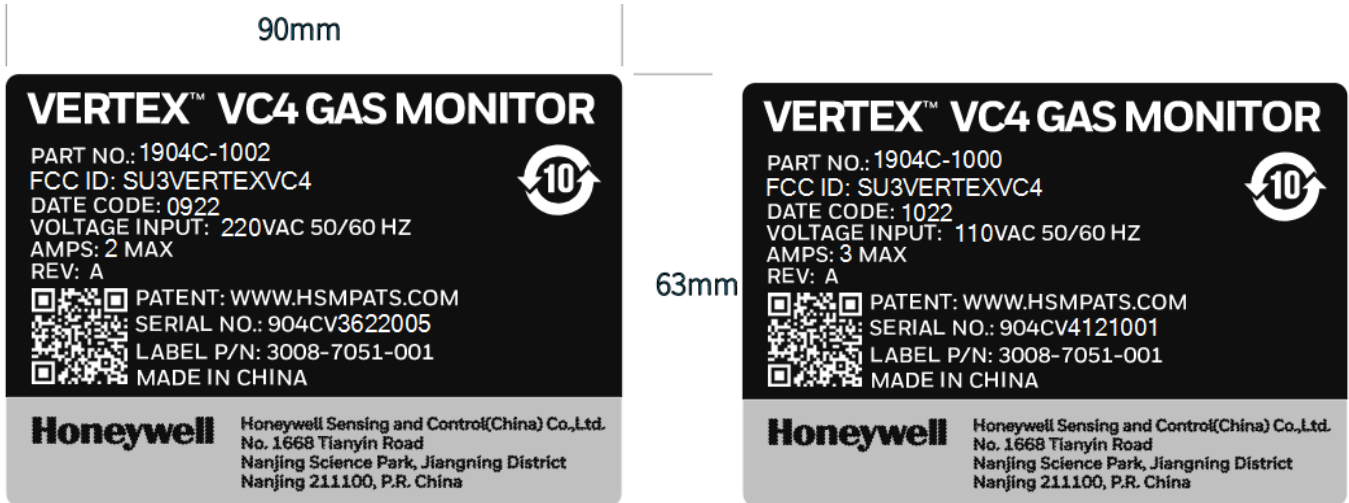 90mm
VERTEX™ VC4 GAS MONITOR
PART NO.: 1904C-1002
FCC ID: SU3VERTEXVC4
DATE CODE: 0922
VOLTAGE INPUT: 220VAC 50/60 HZ
AMPS: 2 MAX
REV: A
10
PATENT: WWW.HSMPATS.COM
SERIAL NO.: 904CV3622005
LABEL P/N: 3008-7051-001
MADE IN CHINA
Honeywell
Honeywell Sensing and Control(China) Co.,Ltd.
No. 1668 Tianyin Road
Nanjing Science Park, Jiangning District
Nanjing 211100, P.R. China
63mm
VERTEX™ VC4 GAS MONITOR
PART NO.: 1904C-1000
FCC ID: SU3VERTEXVC4
DATE CODE: 1022
VOLTAGE INPUT: 110VAC 50/60 HZ
AMPS: 3 MAX
REV: A
10
PATENT: WWW.HSMPATS.COM
SERIAL NO.: 904CV4121001
LABEL P/N: 3008-7051-001
MADE IN CHINA
Honeywell
Honeywell Sensing and Control(China) Co.,Ltd.
No. 1668 Tianyin Road
Nanjing Science Park, Jiangning District
Nanjing 211100, P.R. China